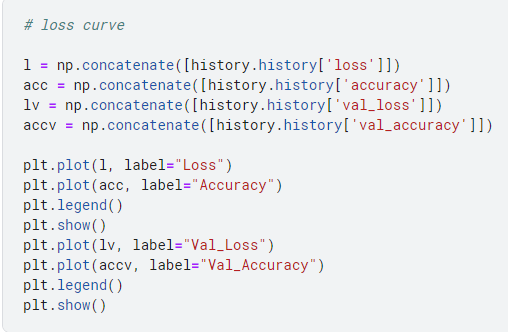 # loss curve
l = np.concatenate([history.history['loss']])
acc = np.concatenate([history.history['accuracy']])
lv = np.concatenate([history.history['val_loss']])
accv = np.concatenate([history.history['val_accuracy']])
plt.plot(l, label="Loss")
plt.plot(acc, label="Accuracy")
plt.legend()
plt.show()
plt.plot(lv, label="Val_Loss")
plt.plot(accv, label="Val_Accuracy")
plt.legend()
plt.show()